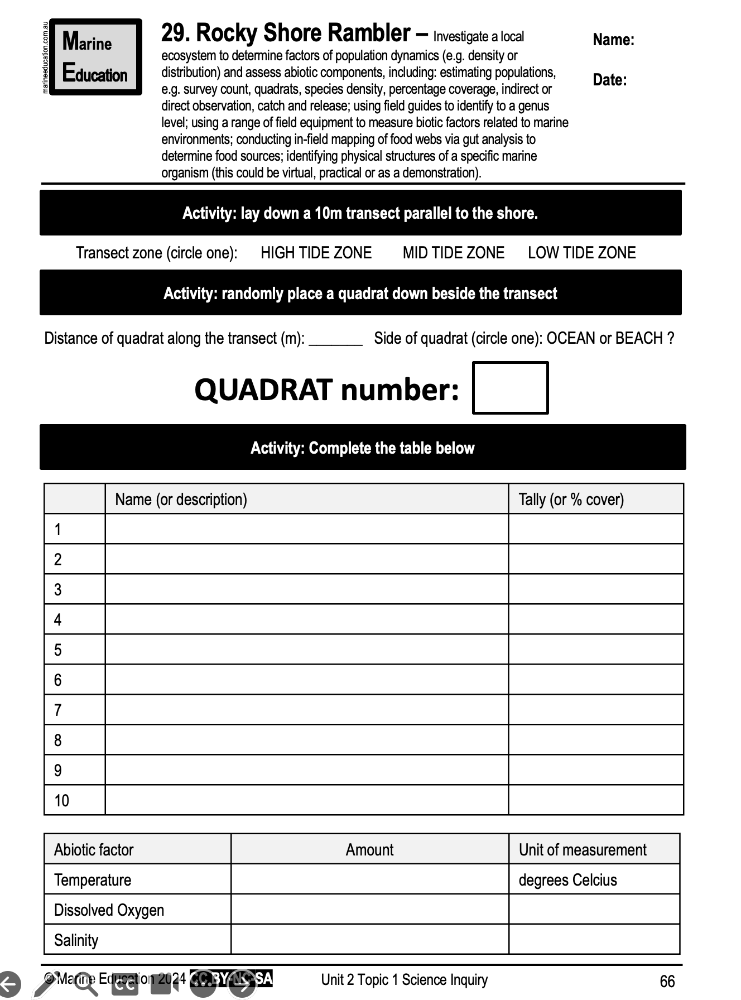 marineeducation.com.au
Marine
Education
29. Rocky Shore Rambler – Investigate a local
ecosystem to determine factors of population dynamics (e.g. density or
distribution) and assess abiotic components, including: estimating populations,
e.g. survey count, quadrats, species density, percentage coverage, indirect or
direct observation, catch and release; using field guides to identify to a genus
level; using a range of field equipment to measure biotic factors related to marine
environments; conducting in-field mapping of food webs via gut analysis to
determine food sources; identifying physical structures of a specific marine
organism (this could be virtual, practical or as a demonstration).
Name:
Date:
Activity: lay down a 10m transect parallel to the shore.
Transect zone (circle one): HIGH TIDE ZONE MID TIDE ZONE LOW TIDE ZONE
Activity: randomly place a quadrat down beside the transect
Distance of quadrat along the transect (m): _______ Side of quadrat (circle one): OCEAN or BEACH ?
QUADRAT number:
Activity: Complete the table below
Name (or description) Tally (or % cover)
1
2
3
4
5
6
7
8
9
10
Abiotic factor Amount Unit of measurement
Temperature degrees Celcius
Dissolved Oxygen
Salinity
© Marine Education 2024 CC BY-NC-SA Unit 2 Topic 1 Science Inquiry 66
CC